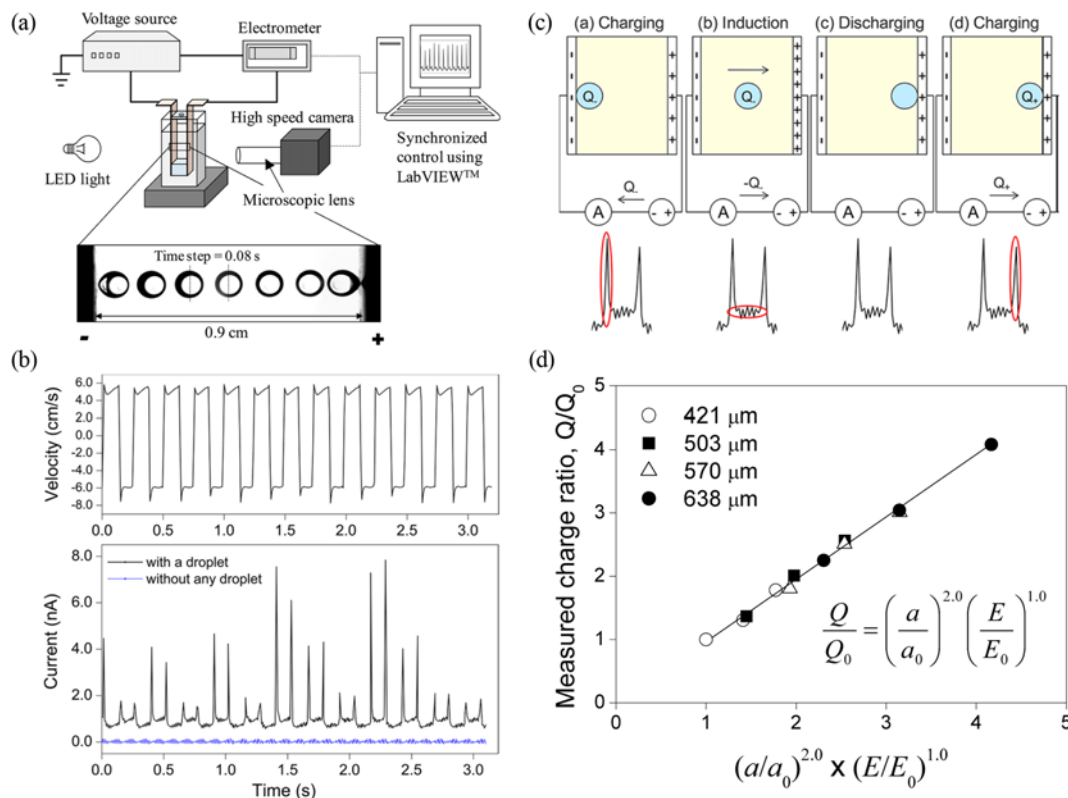 (a)
Voltage source
Electrometer
High speed camera
LED light
Microscopic lens
Synchronized
control using
LabVIEW™
Time step = 0.08 s
0.9 cm
-
+
(b)
Velocity (cm/s)
6.0
4.0
2.0
0.0
-2.0
-4.0
-6.0
-8.0
0.0 0.5 1.0 1.5 2.0 2.5 3.0
Current (nA)
8.0
6.0
4.0
2.0
0.0
with a droplet
without any droplet
0.0 0.5 1.0 1.5 2.0 2.5 3.0
Time (s)
(c)
(a) Charging
(b) Induction
(c) Discharging
(d) Charging
Q-
Q-
Q+
Q-
-Q-
Q+
A - +
A - +
A - +
A - +
(d)
Measured charge ratio, Q/Q0
5
4
3
2
1
0
421 μm
503 μm
570 μm
638 μm
Q/Q0 = (a/a0)^2.0 (E/E0)^1.0
0 1 2 3 4 5
(a/a0)^2.0 x (E/E0)^1.0